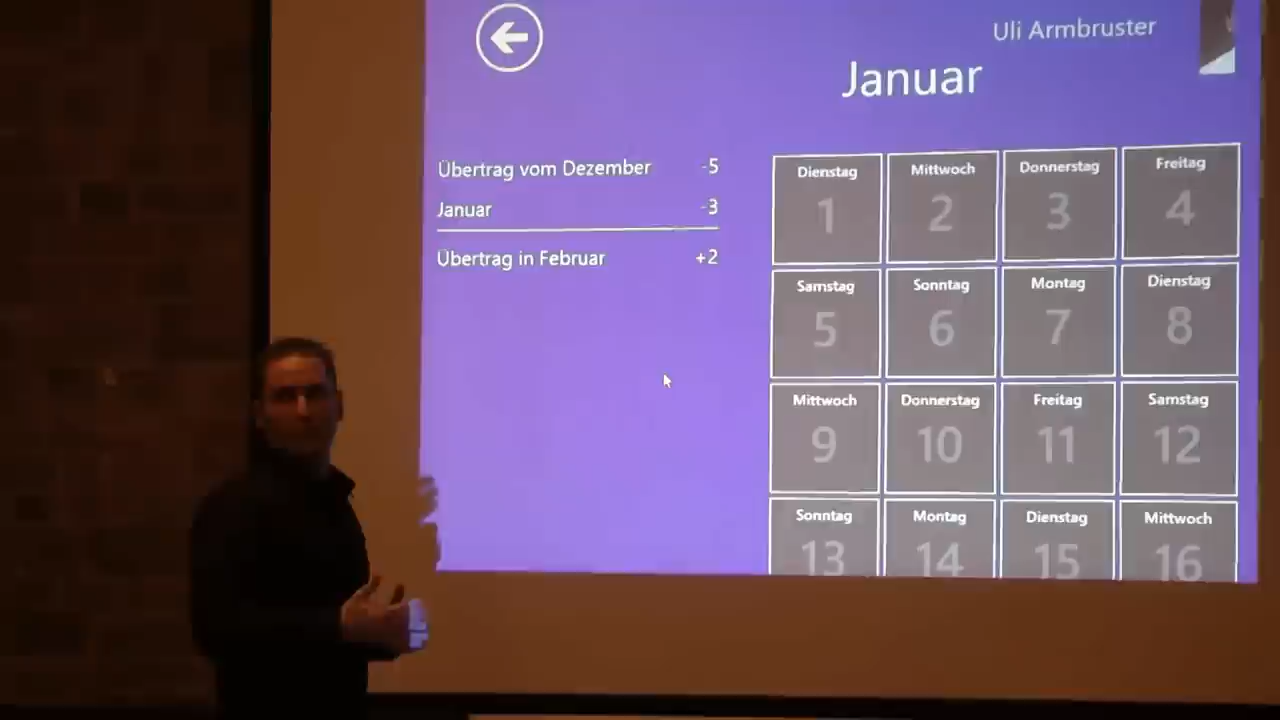 Uli Armbruster
Januar
Übertrag vom Dezember -5
Januar -3
Übertrag in Februar +2
Dienstag Mittwoch Donnerstag Freitag
1 2 3 4
Samstag Sonntag Montag Dienstag
5 6 7 8
Mittwoch Donnerstag Freitag Samstag
9 10 11 12
Sonntag Montag Dienstag Mittwoch
13 14 15 16